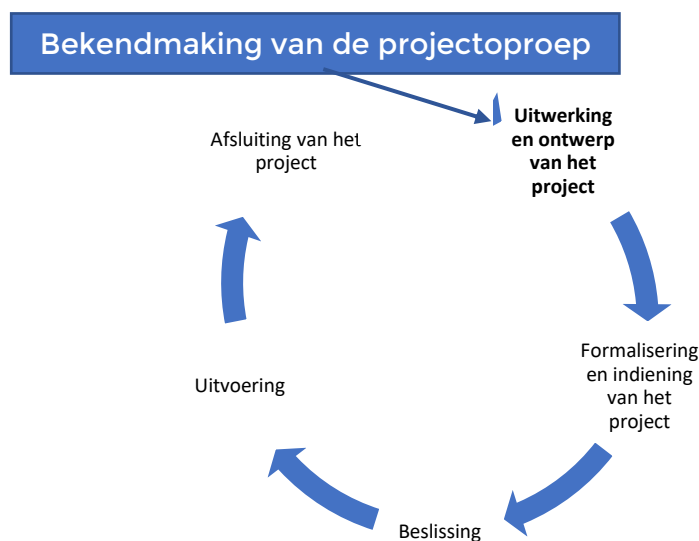 Bekendmaking van de projectoproep
Uitwerking
en ontwerp
van het
project
Formalisering
en indiening
van het
project
Beslissing
Uitvoering
Afsluiting van het
project